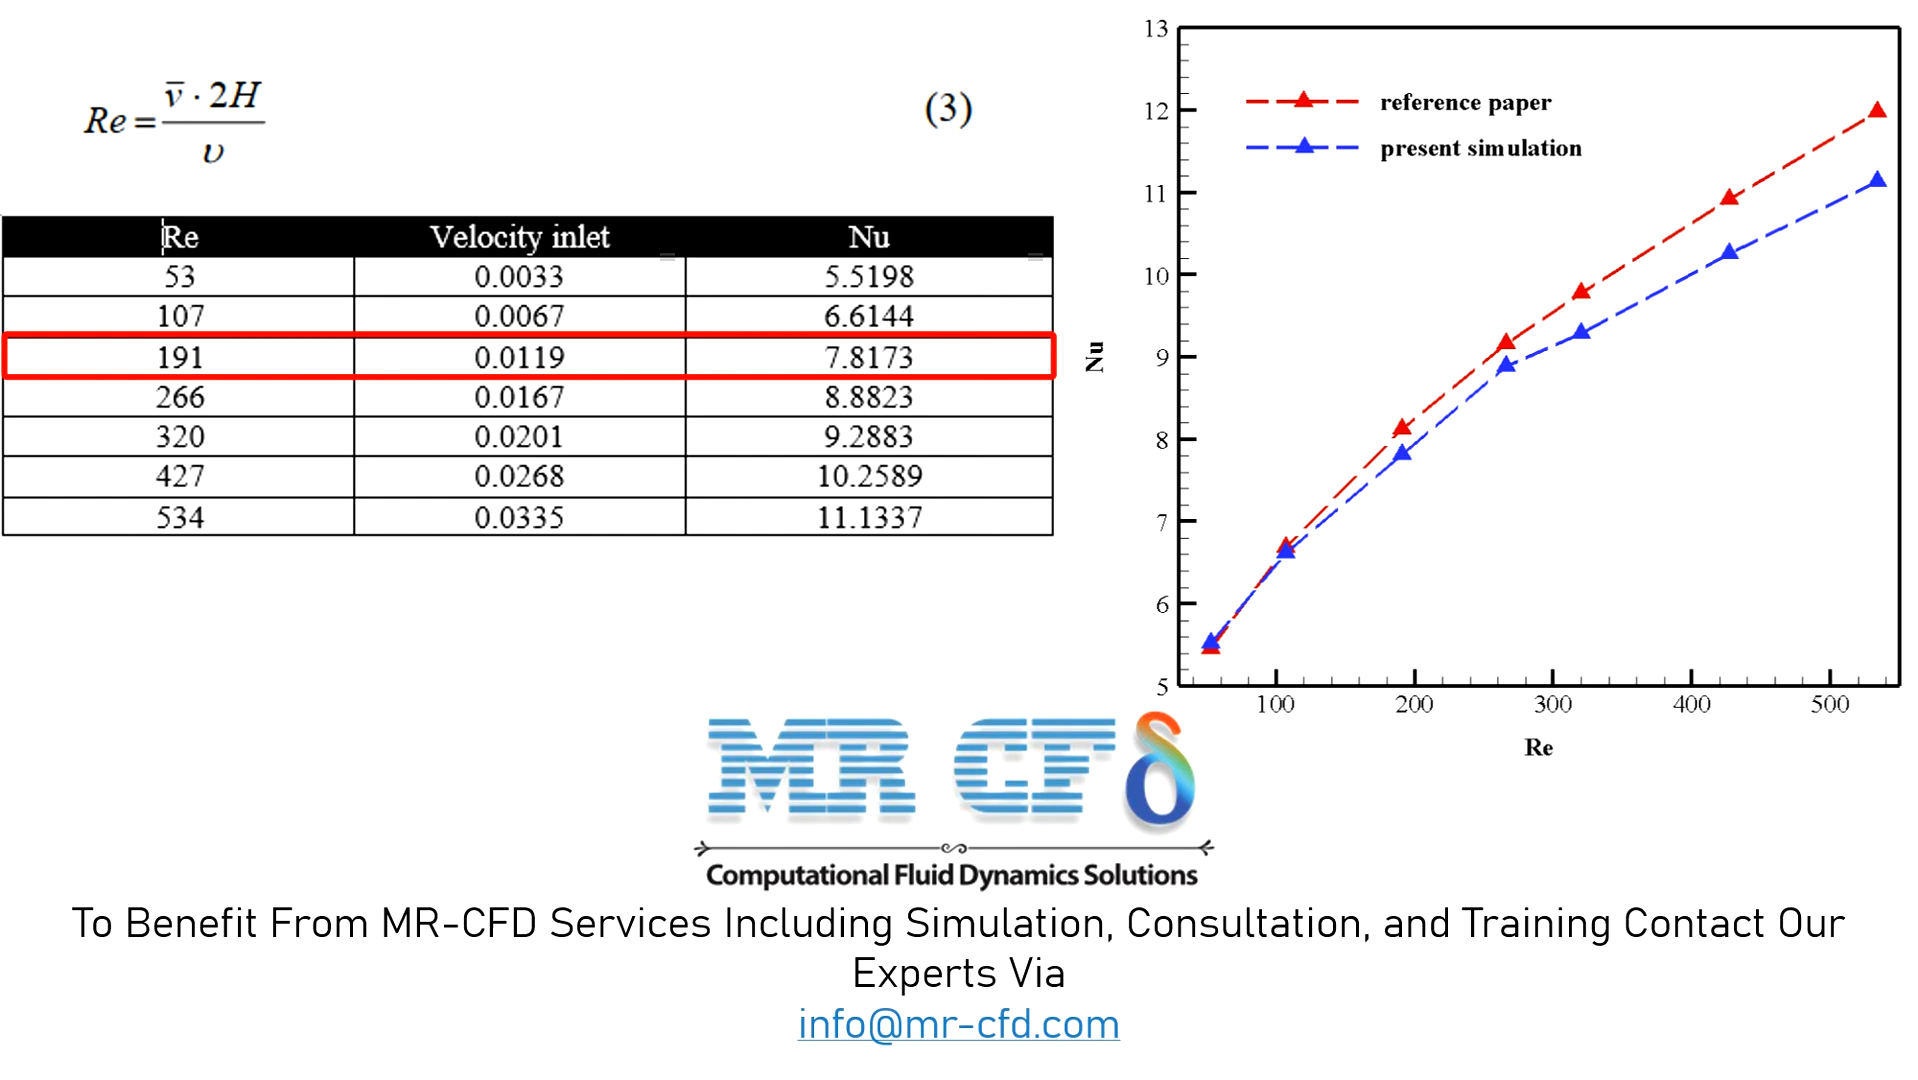 Re = v̄ · 2H / υ (3)
Re Velocity inlet Nu
53 0.0033 5.5198
107 0.0067 6.6144
191 0.0119 7.8173
266 0.0167 8.8823
320 0.0201 9.2883
427 0.0268 10.2589
534 0.0335 11.1337
13
12
11
10
9
8
7
6
5
Nu
reference paper
present simulation
100 200 300 400 500
Re
MR CFδ
Computational Fluid Dynamics Solutions
To Benefit From MR-CFD Services Including Simulation, Consultation, and Training Contact Our
Experts Via
info@mr-cfd.com